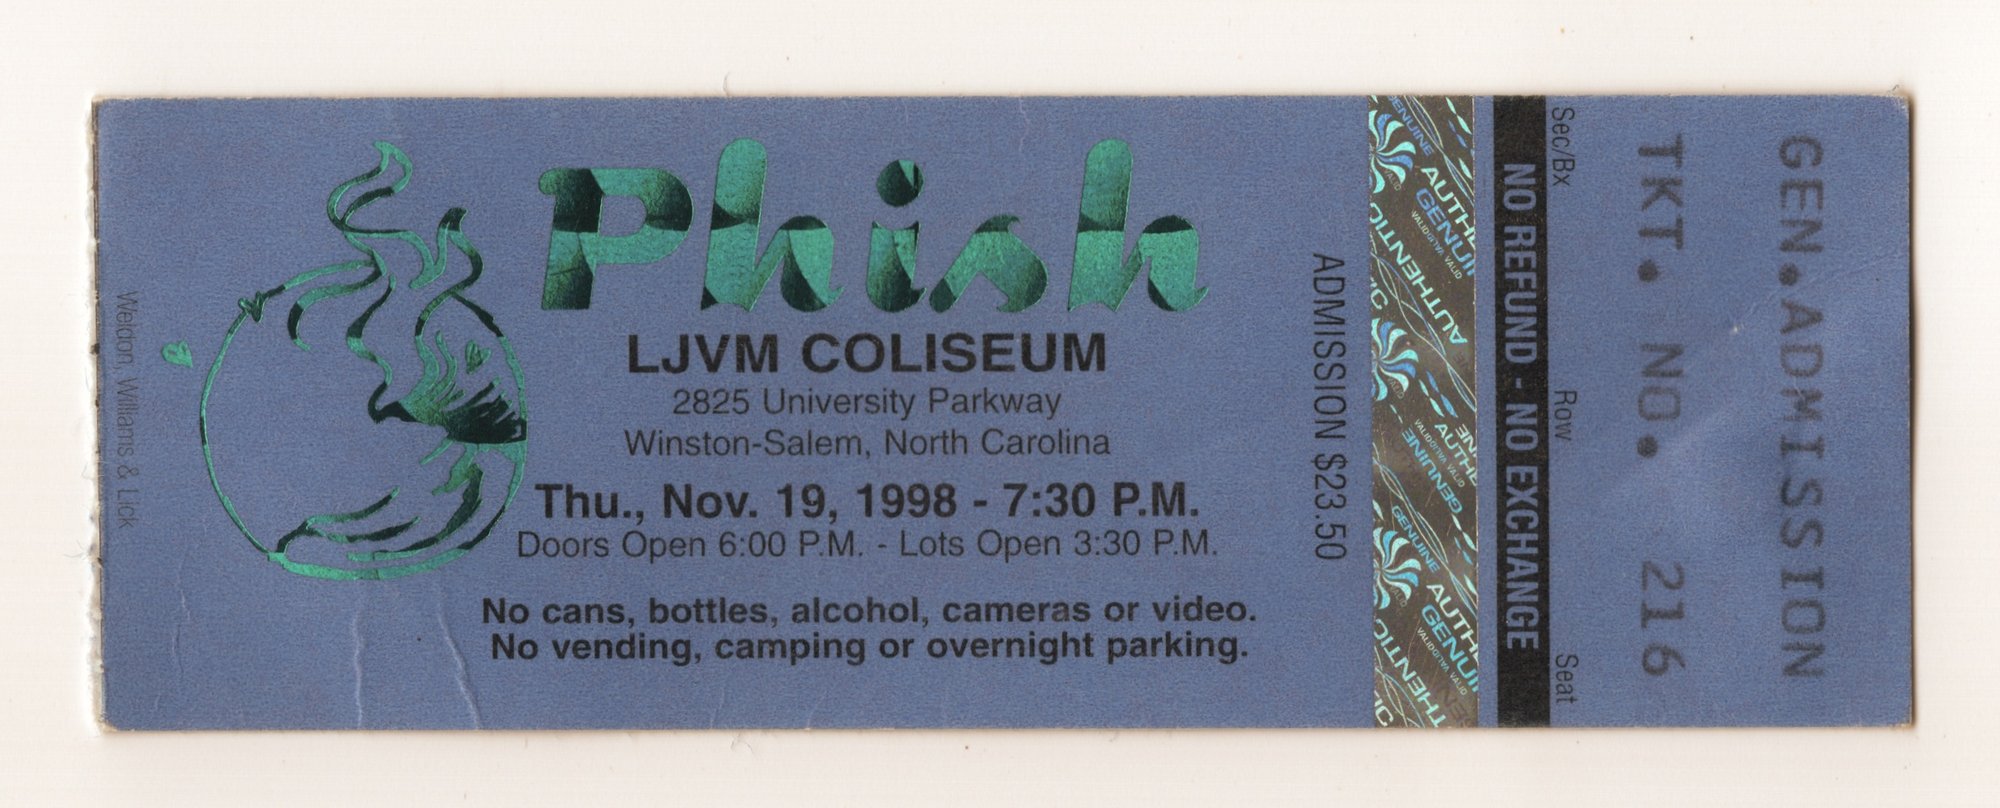 Weldon, Williams & Lick
Phish
LJVM COLISEUM
2825 University Parkway
Winston-Salem, North Carolina
Thu., Nov. 19, 1998 - 7:30 P.M.
Doors Open 6:00 P.M. - Lots Open 3:30 P.M.
No cans, bottles, alcohol, cameras or video.
No vending, camping or overnight parking.
ADMISSION $23.50
GENUINE
AUTHENTIC
VALID
NO REFUND - NO EXCHANGE
Sec/Bx Row Seat
TKT. NO. 216
GEN.ADMISSION